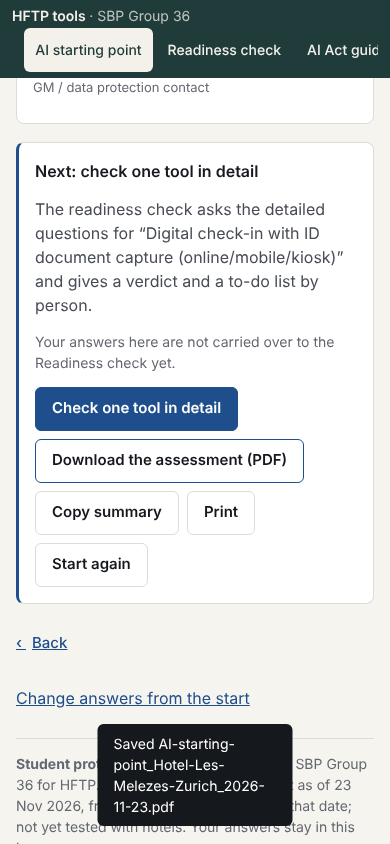 HFTP tools · SBP Group 36
AI starting point Readiness check AI Act
GM / data protection contact
Next: check one tool in detail
The readiness check asks the detailed
questions for “Digital check-in with ID
document capture (online/mobile/kiosk)”
and gives a verdict and a to-do list by
person.
Your answers here are not carried over to the
Readiness check yet.
Check one tool in detail
Download the assessment (PDF)
Copy summary Print
Start again
‹ Back
Change answers from the start
Saved AI-starting-
point_Hotel-Les-
Melezes-Zurich_2026-
11-23.pdf
Student SBP Group
36 for as of 23
Nov 2026, that date;
not yet tested with hotels. Your answers stay in this